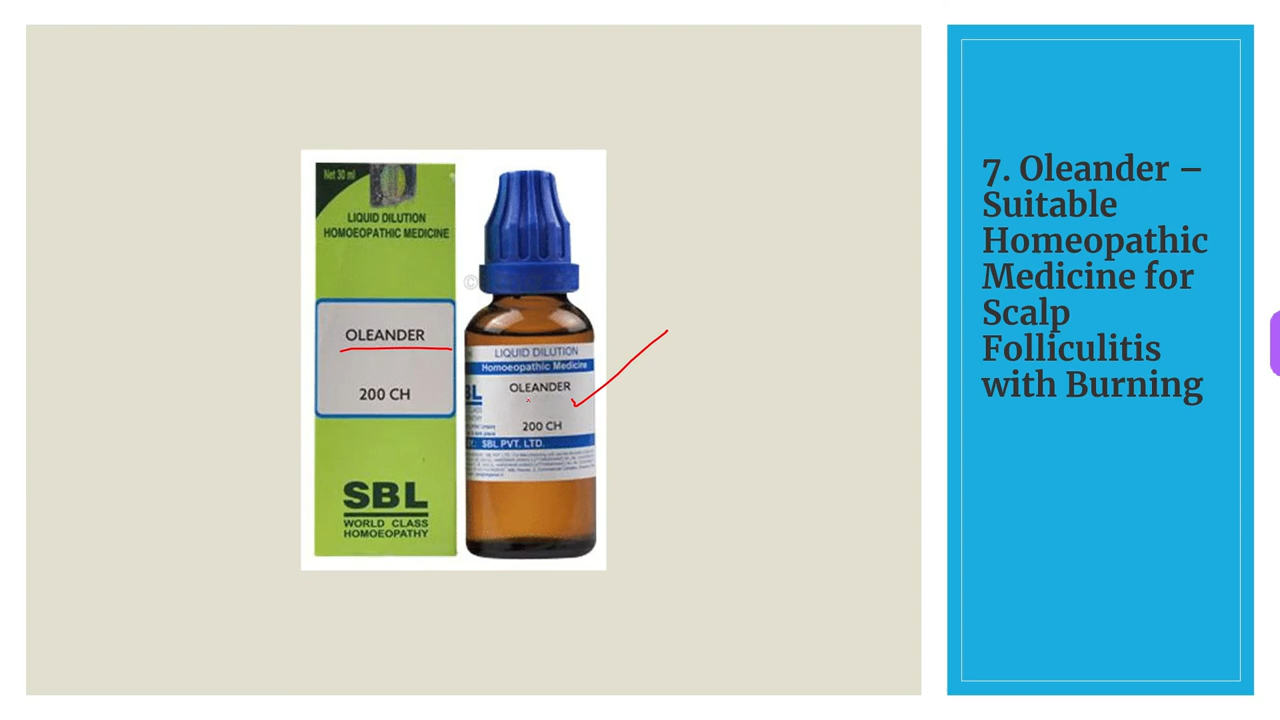 Net 30 ml
LIQUID DILUTION
HOMOEOPATHIC MEDICINE
OLEANDER
200 CH
SBL
WORLD CLASS
HOMOEOPATHY
©
LIQUID DILUTION
Homoeopathic Medicine
BL
OLEANDER
200 CH
SBL PVT. LTD.
7. Oleander –
Suitable
Homeopathic
Medicine for
Scalp
Folliculitis
with Burning